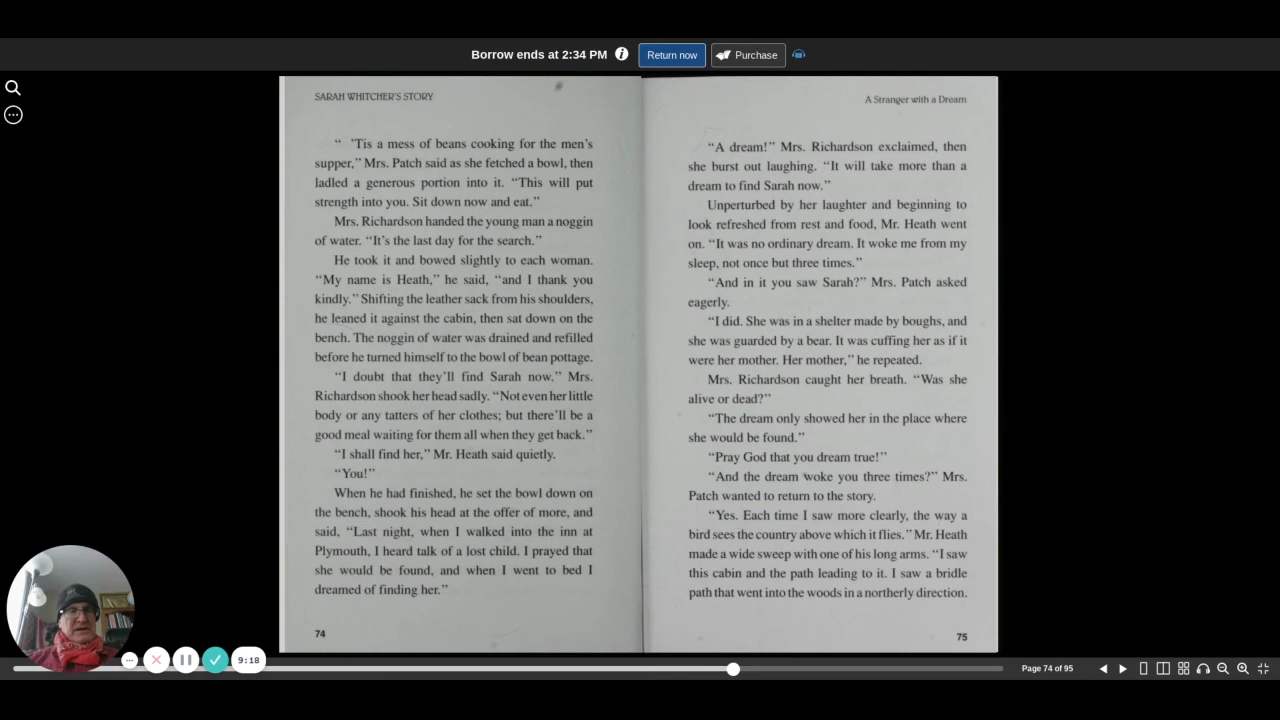 Borrow ends at 2:34 PM
Return now
Purchase
SARAH WHITCHER'S STORY
“ 'Tis a mess of beans cooking for the men's
supper,” Mrs. Patch said as she fetched a bowl, then
ladled a generous portion into it. “This will put
strength into you. Sit down now and eat.”
Mrs. Richardson handed the young man a noggin
of water. “It's the last day for the search.”
He took it and bowed slightly to each woman.
“My name is Heath,” he said, “and I thank you
kindly.” Shifting the leather sack from his shoulders,
he leaned it against the cabin, then sat down on the
bench. The noggin of water was drained and refilled
before he turned himself to the bowl of bean pottage.
“I doubt that they'll find Sarah now.” Mrs.
Richardson shook her head sadly. “Not even her little
body or any tatters of her clothes; but there'll be a
good meal waiting for them all when they get back.”
“I shall find her,” Mr. Heath said quietly.
“You!”
When he had finished, he set the bowl down on
the bench, shook his head at the offer of more, and
said, “Last night, when I walked into the inn at
Plymouth, I heard talk of a lost child. I prayed that
she would be found, and when I went to bed I
dreamed of finding her.”
74
A Stranger with a Dream
“A dream!” Mrs. Richardson exclaimed, then
she burst out laughing. “It will take more than a
dream to find Sarah now.”
Unperturbed by her laughter and beginning to
look refreshed from rest and food, Mr. Heath went
on. “It was no ordinary dream. It woke me from my
sleep, not once but three times.”
“And in it you saw Sarah?” Mrs. Patch asked
eagerly.
“I did. She was in a shelter made by boughs, and
she was guarded by a bear. It was cuffing her as if it
were her mother. Her mother,” he repeated.
Mrs. Richardson caught her breath. “Was she
alive or dead?”
“The dream only showed her in the place where
she would be found.”
“Pray God that you dream true!”
“And the dream woke you three times?” Mrs.
Patch wanted to return to the story.
“Yes. Each time I saw more clearly, the way a
bird sees the country above which it flies.” Mr. Heath
made a wide sweep with one of his long arms. “I saw
this cabin and the path leading to it. I saw a bridle
path that went into the woods in a northerly direction.
75
9:18
Page 74 of 95